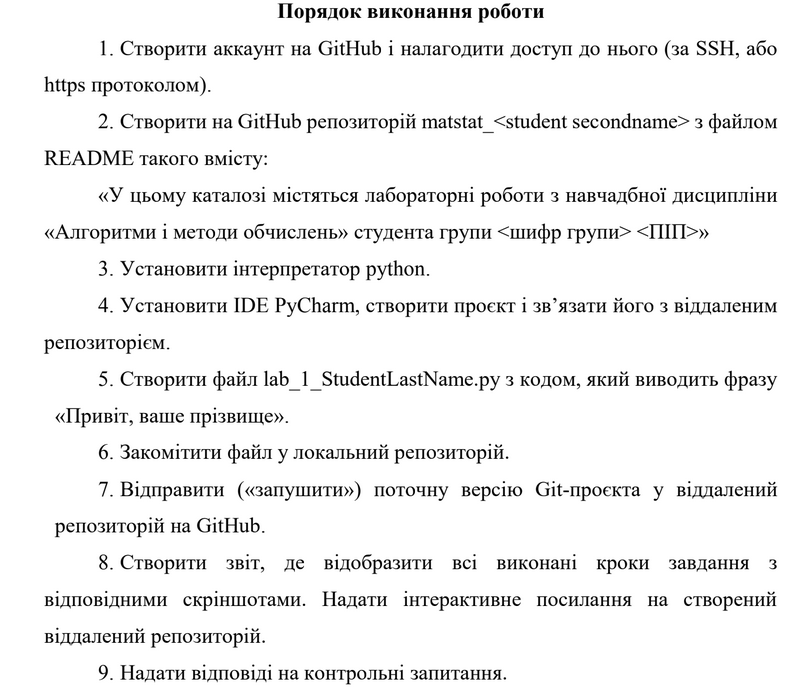 Порядок виконання роботи
1. Створити аккаунт на GitHub і налагодити доступ до нього (за SSH, або
https протоколом).
2. Створити на GitHub репозиторій matstat_<student secondname> з файлом
README такого вмісту:
«У цьому каталозі містяться лабораторні роботи з навчадбної дисципліни
«Алгоритми і методи обчислень» студента групи <шифр групи> <ПІП>»
3. Установити інтерпретатор python.
4. Установити IDE PyCharm, створити проєкт і зв’язати його з віддаленим
репозиторієм.
5. Створити файл lab_1_StudentLastName.py з кодом, який виводить фразу
«Привіт, ваше прізвище».
6. Закомітити файл у локальний репозиторій.
7. Відправити («запушити») поточну версію Git-проєкта у віддалений
репозиторій на GitHub.
8. Створити звіт, де відобразити всі виконані кроки завдання з
відповідними скріншотами. Надати інтерактивне посилання на створений
віддалений репозиторій.
9. Надати відповіді на контрольні запитання.